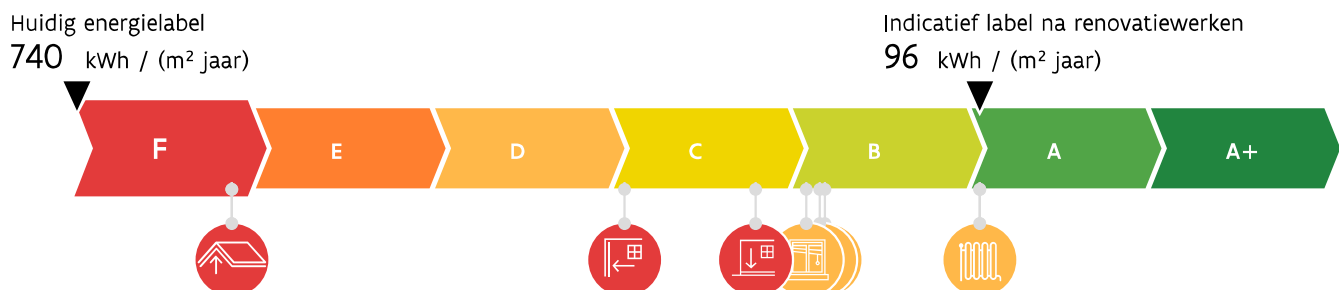 Huidig energielabel
740 kWh / (m² jaar)
Indicatief label na renovatiewerken
96 kWh / (m² jaar)
F E D C B A A+